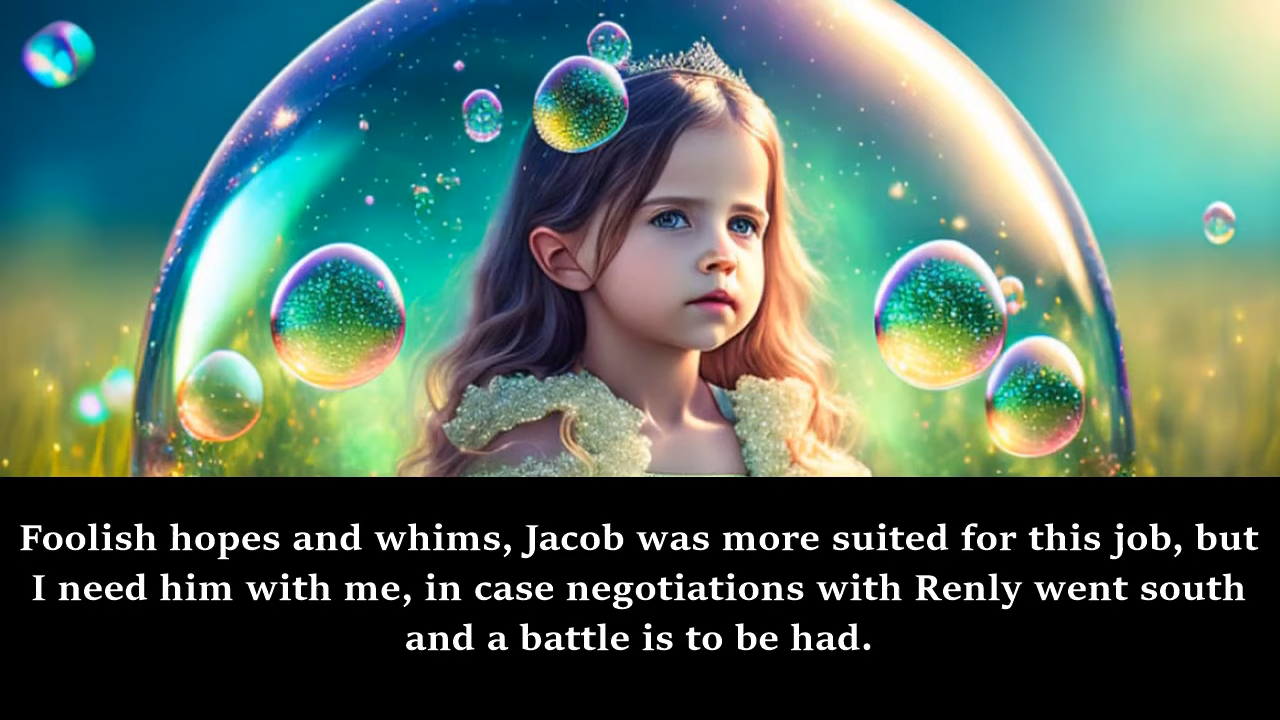 Foolish hopes and whims, Jacob was more suited for this job, but
I need him with me, in case negotiations with Renly went south
and a battle is to be had.